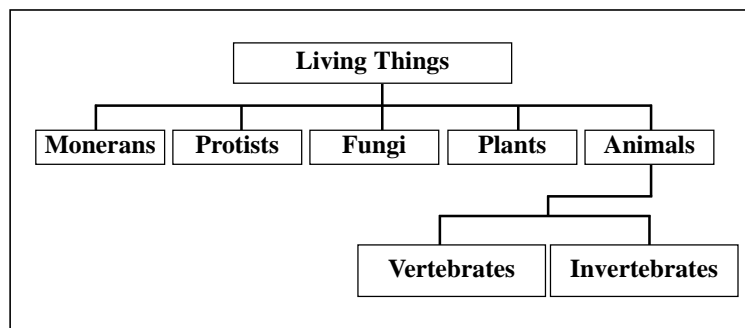 Living Things
Monerans Protists Fungi Plants Animals
Vertebrates Invertebrates